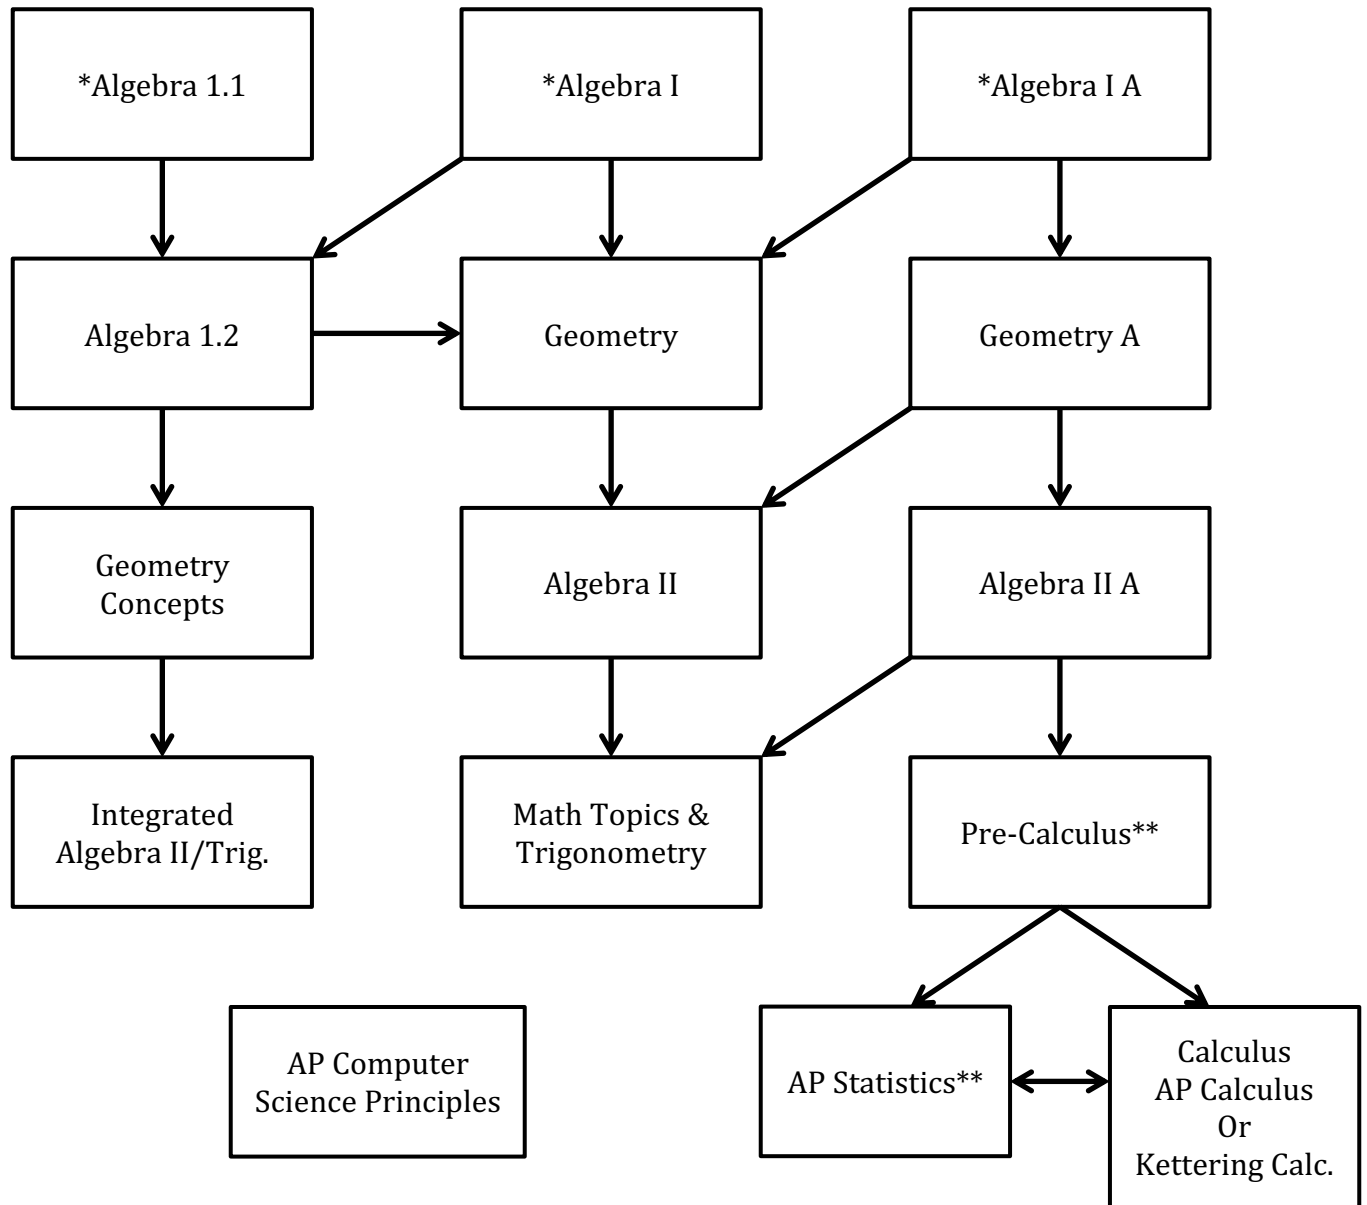 *Algebra 1.1
*Algebra I
*Algebra I A
Algebra 1.2
Geometry
Geometry A
Geometry
Concepts
Algebra II
Algebra II A
Integrated
Algebra II/Trig.
Math Topics &
Trigonometry
Pre-Calculus**
AP Computer
Science Principles
AP Statistics**
Calculus
AP Calculus
Or
Kettering Calc.